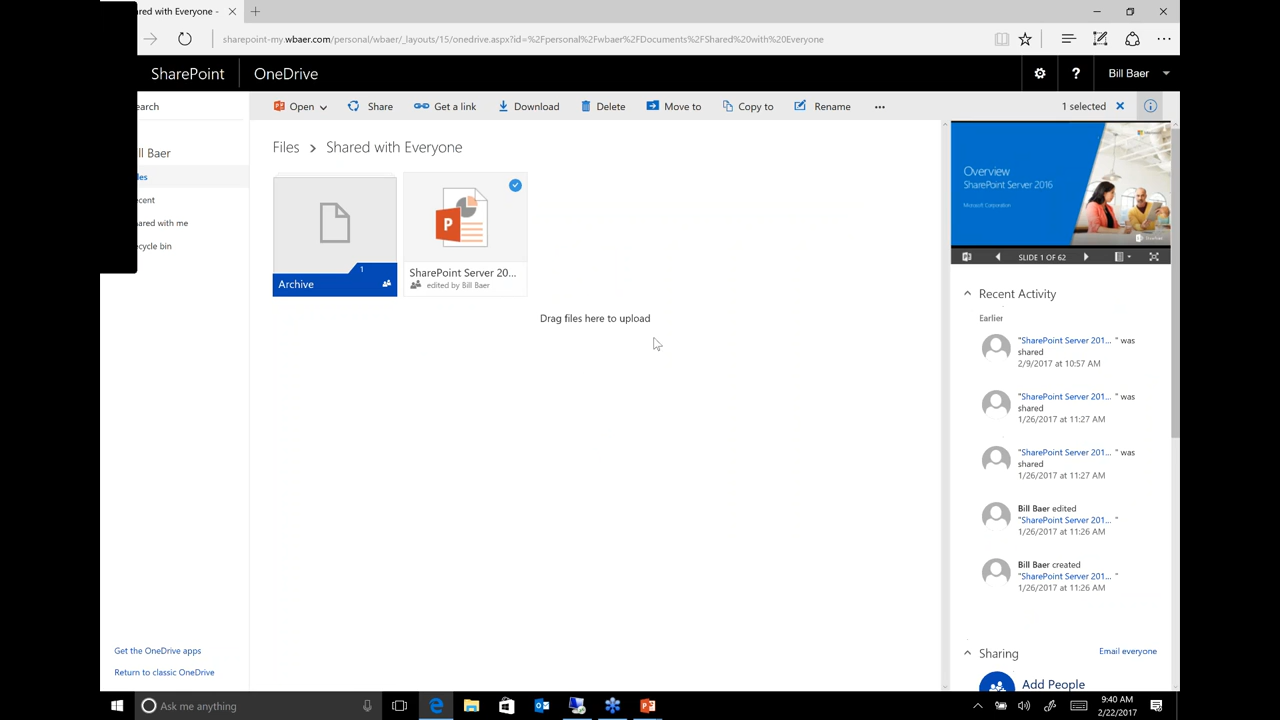 hared with Everyone -
sharepoint-my.wbaer.com/personal/wbaer/_layouts/15/onedrive.aspx?id=%2Fpersonal%2Fwbaer%2FDocuments%2FShared%20with%20Everyone
SharePoint OneDrive ? Bill Baer
earch Open Share Get a link Download Delete Move to Copy to Rename ... 1 selected
ill Baer
les
ecent
hared with me
ecycle bin
Get the OneDrive apps
Return to classic OneDrive
Files > Shared with Everyone
1
Archive
P
SharePoint Server 20...
edited by Bill Baer
Drag files here to upload
Overview
SharePoint Server 2016
Microsoft Corporation
SLIDE 1 OF 62
Recent Activity
Earlier
"SharePoint Server 201... " was
shared
2/9/2017 at 10:57 AM
"SharePoint Server 201... " was
shared
1/26/2017 at 11:27 AM
"SharePoint Server 201... " was
shared
1/26/2017 at 11:27 AM
Bill Baer edited
"SharePoint Server 201... "
1/26/2017 at 11:26 AM
Bill Baer created
"SharePoint Server 201... "
1/26/2017 at 11:26 AM
Sharing Email everyone
Add People
Ask me anything
9:40 AM
2/22/2017